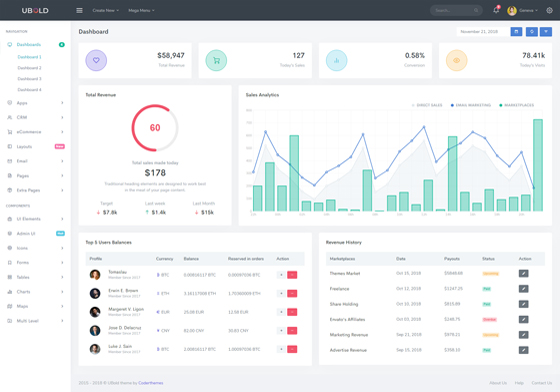 UBOLD
Create New
Mega Menu
Search...
Geneva
NAVIGATION
Dashboards
Dashboard 1
Dashboard 2
Dashboard 3
Dashboard 4
Apps
CRM
eCommerce
Layouts
Email
Pages
Extra Pages
COMPONENTS
UI Elements
Admin UI
Icons
Forms
Tables
Charts
Maps
Multi Level
Dashboard
November 21, 2018
$58,947
Total Revenue
127
Today's Sales
0.58%
Conversion
78.41k
Today's Visits
Total Revenue
60
Total sales made today
$178
Traditional heading elements are designed to work best
in the meat of your page content.
Target
Last week
Last Month
$7.8k
$1.4k
$15k
Sales Analytics
DIRECT SALES
EMAIL MARKETING
MARKETPLACES
Top 5 Users Balances
Profile Currency Balance Reserved in orders Action
Tomaslau
Member Since 2017
BTC
0.00816117 BTC
0.00097036 BTC
Erwin E. Brown
Member Since 2017
ETH
3.16117008 ETH
1.70360009 ETH
Margeret V. Ligon
Member Since 2017
EUR
25.08 EUR
12.58 EUR
Jose D. Delacruz
Member Since 2017
CNY
82.00 CNY
30.83 CNY
Luke J. Sain
Member Since 2017
BTC
2.00816117 BTC
1.00097036 BTC
Revenue History
Marketplaces Date Payouts Status Action
Themes Market Oct 15, 2018 $5848.68 Upcoming
Freelance Oct 12, 2018 $1247.25 Paid
Share Holding Oct 10, 2018 $815.89 Paid
Envato's Affiliates Oct 03, 2018 $248.75 Overdue
Marketing Revenue Sep 21, 2018 $978.21 Upcoming
Advertise Revenue Sep 15, 2018 $358.10 Paid
2015 - 2019 © UBold theme by Coderthemes
About Us
Help
Contact Us